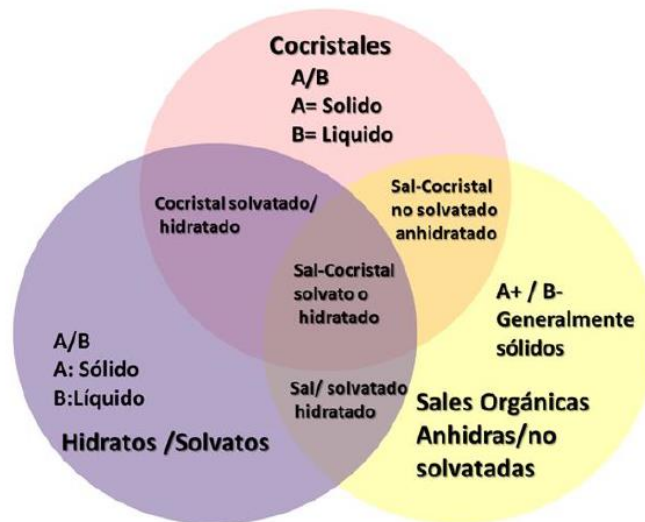 Cocristales
A/B
A= Solido
B= Liquido
Cocristal solvatado/
hidratado
Sal-Cocristal
no solvatado
anhidratado
Sal-Cocristal
solvato o
hidratado
A+ / B-
Generalmente
sólidos
A/B
A: Sólido
B:Líquido
Hidratos /Solvatos
Sal/ solvatado
hidratado
Sales Orgánicas
Anhidras/no
solvatadas